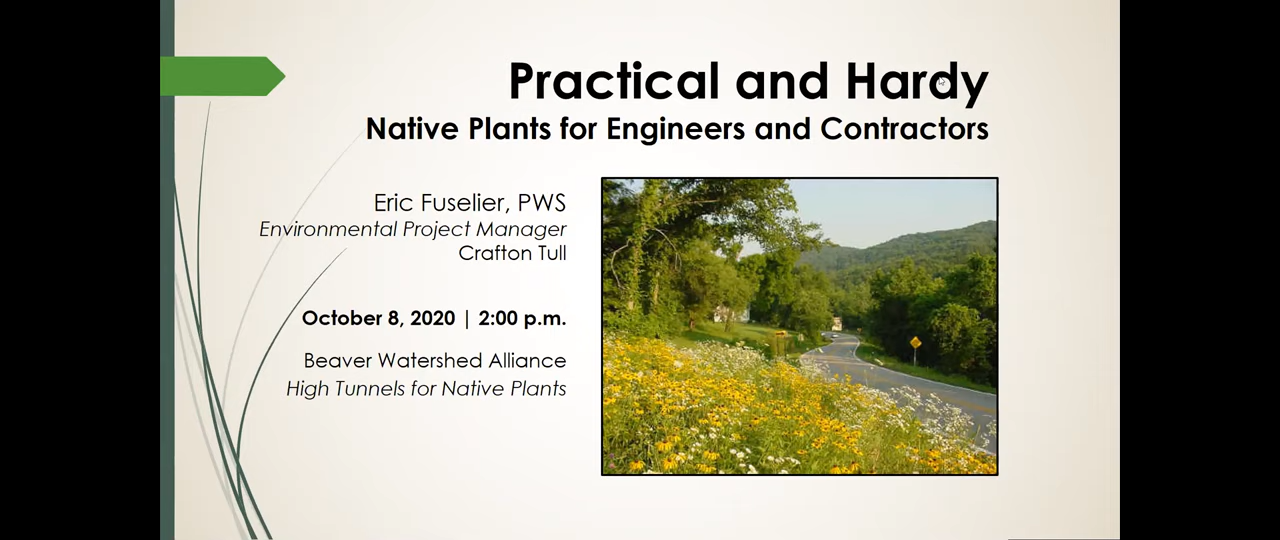 Practical and Hardy
Native Plants for Engineers and Contractors
Eric Fuselier, PWS
Environmental Project Manager
Crafton Tull
October 8, 2020 | 2:00 p.m.
Beaver Watershed Alliance
High Tunnels for Native Plants